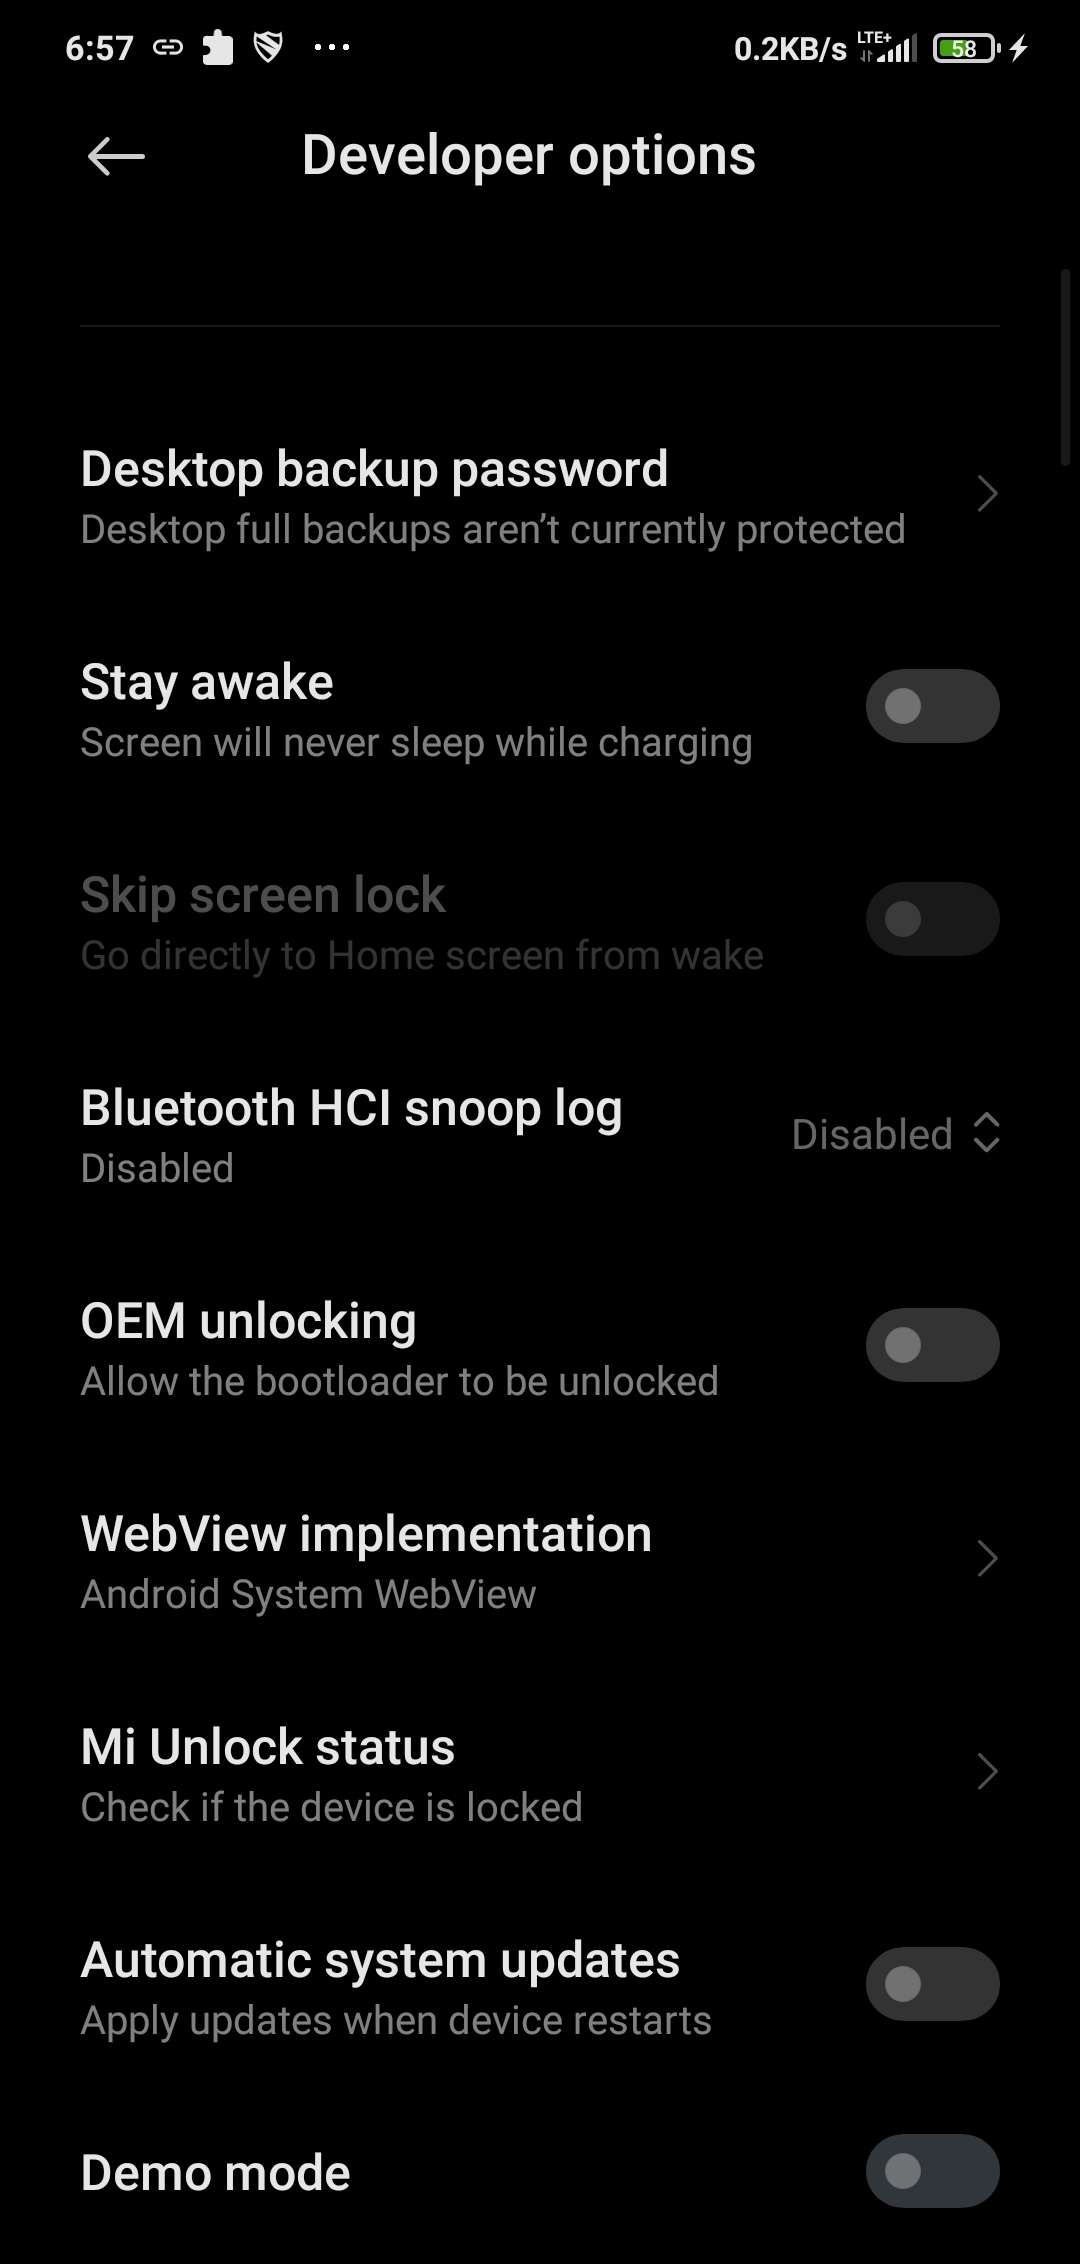 6:57 0.2KB/s LTE+ 58
Developer options
Desktop backup password
Desktop full backups aren’t currently protected
Stay awake
Screen will never sleep while charging
Skip screen lock
Go directly to Home screen from wake
Bluetooth HCI snoop log
Disabled
Disabled
OEM unlocking
Allow the bootloader to be unlocked
WebView implementation
Android System WebView
Mi Unlock status
Check if the device is locked
Automatic system updates
Apply updates when device restarts
Demo mode